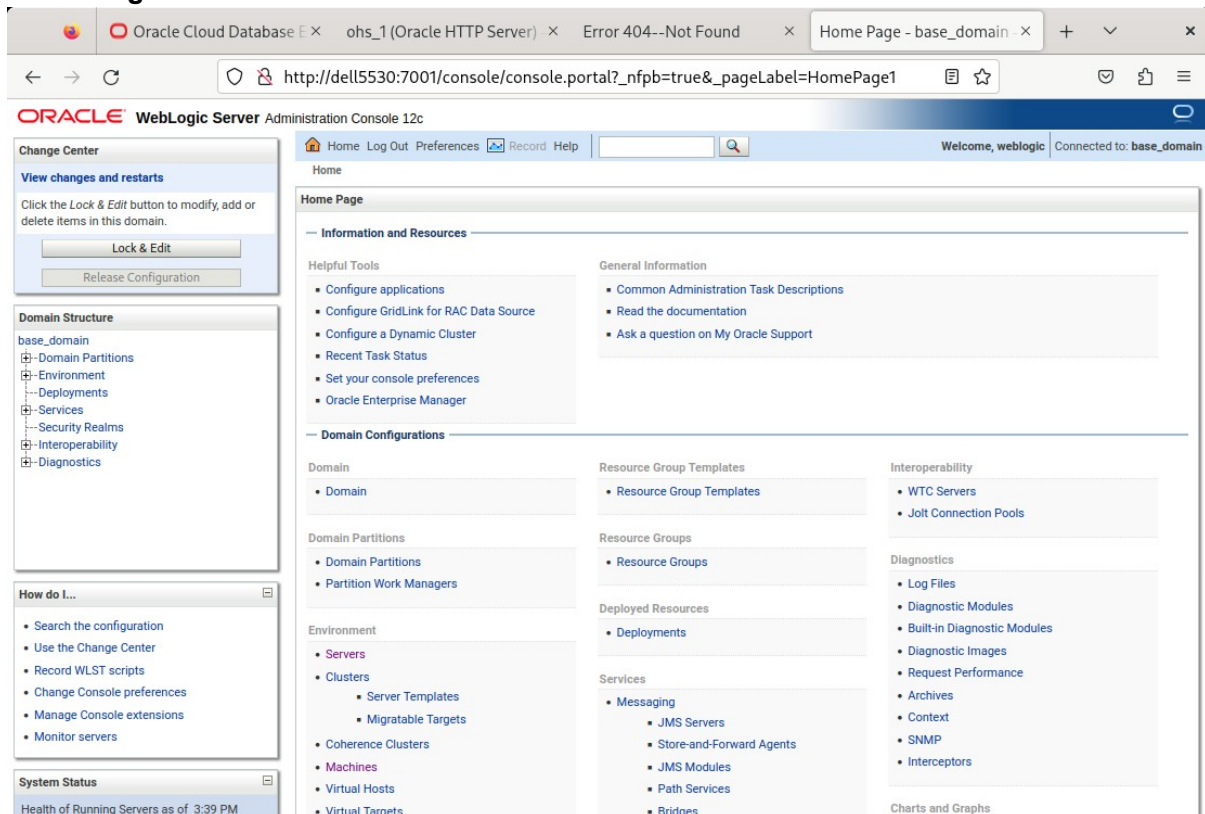 Oracle Cloud Database E
ohs_1 (Oracle HTTP Server) -
Error 404--Not Found
Home Page - base_domain -
http://dell5530:7001/console/console.portal?_nfpb=true&_pageLabel=HomePage1
ORACLE WebLogic Server Administration Console 12c
Change Center
View changes and restarts
Click the Lock & Edit button to modify, add or
delete items in this domain.
Lock & Edit
Release Configuration
Domain Structure
base_domain
Domain Partitions
Environment
Deployments
Services
Security Realms
Interoperability
Diagnostics
How do I...
Search the configuration
Use the Change Center
Record WLST scripts
Change Console preferences
Manage Console extensions
Monitor servers
System Status
Health of Running Servers as of 3:39 PM
Home Log Out Preferences Record Help
Welcome, weblogic Connected to: base_domain
Home
Home Page
Information and Resources
Helpful Tools
Configure applications
Configure GridLink for RAC Data Source
Configure a Dynamic Cluster
Recent Task Status
Set your console preferences
Oracle Enterprise Manager
General Information
Common Administration Task Descriptions
Read the documentation
Ask a question on My Oracle Support
Domain Configurations
Domain
Domain
Domain Partitions
Domain Partitions
Partition Work Managers
Environment
Servers
Clusters
Server Templates
Migratable Targets
Coherence Clusters
Machines
Virtual Hosts
Virtual Targets
Resource Group Templates
Resource Group Templates
Resource Groups
Resource Groups
Deployed Resources
Deployments
Services
Messaging
JMS Servers
Store-and-Forward Agents
JMS Modules
Path Services
Bridges
Interoperability
WTC Servers
Jolt Connection Pools
Diagnostics
Log Files
Diagnostic Modules
Built-in Diagnostic Modules
Diagnostic Images
Request Performance
Archives
Context
SNMP
Interceptors
Charts and Graphs